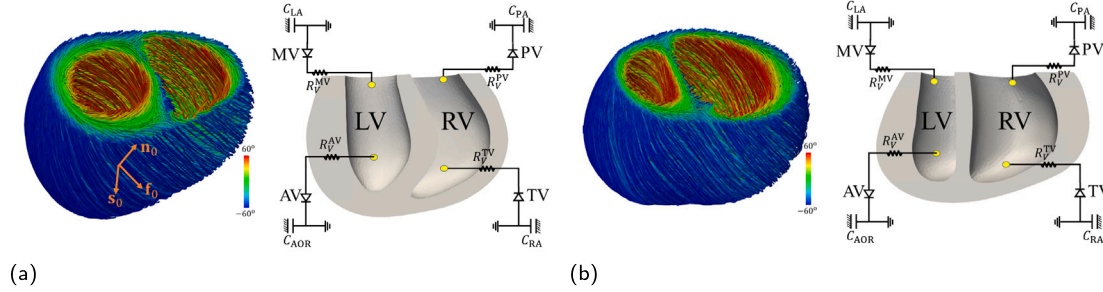 C_LA
C_PA
MV
PV
R_V^MV
R_V^PV
LV
RV
R_V^AV
R_V^TV
60°
n_0
f_0
s_0
−60°
AV
TV
C_AOR
C_RA
(a)
C_LA
C_PA
MV
PV
R_V^MV
R_V^PV
LV
RV
R_V^AV
R_V^TV
60°
−60°
AV
TV
C_AOR
C_RA
(b)